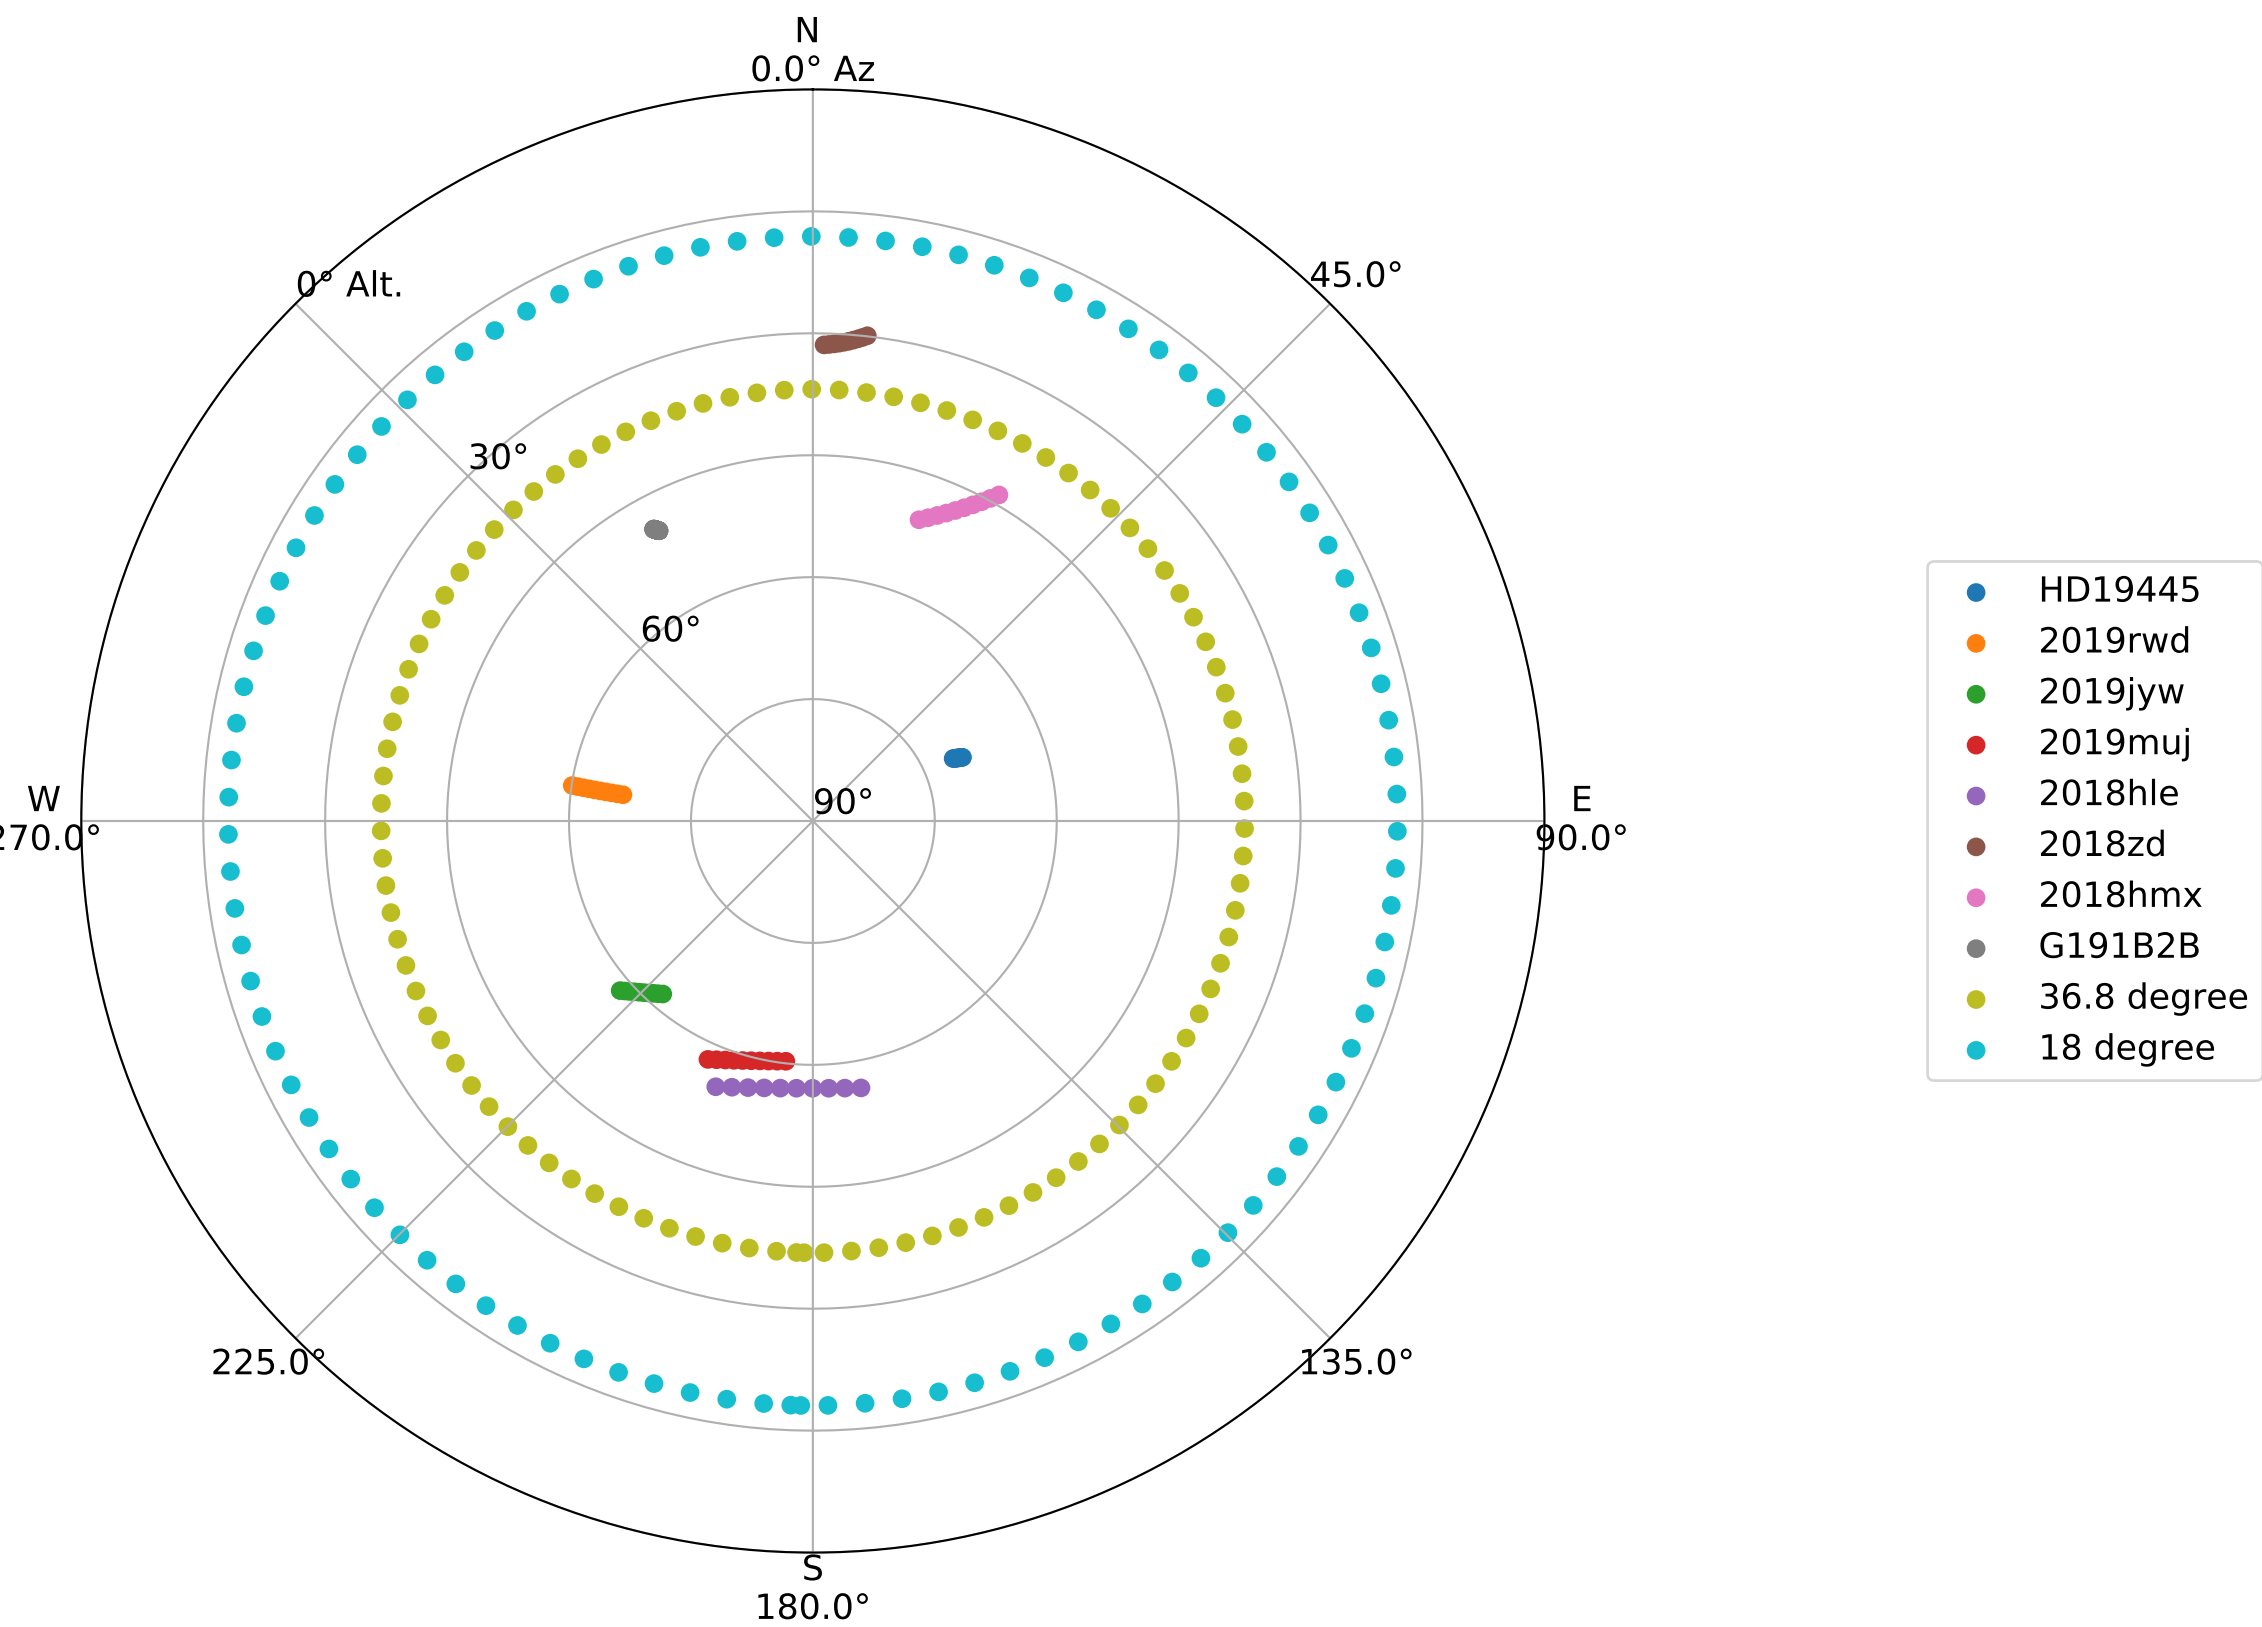 N
0.0° Az
45.0°
0° Alt.
30°
60°
90°
W
270.0°
E
90.0°
225.0°
135.0°
S
180.0°
HD19445
2019rwd
2019jyw
2019muj
2018hle
2018zd
2018hmx
G191B2B
36.8 degree
18 degree